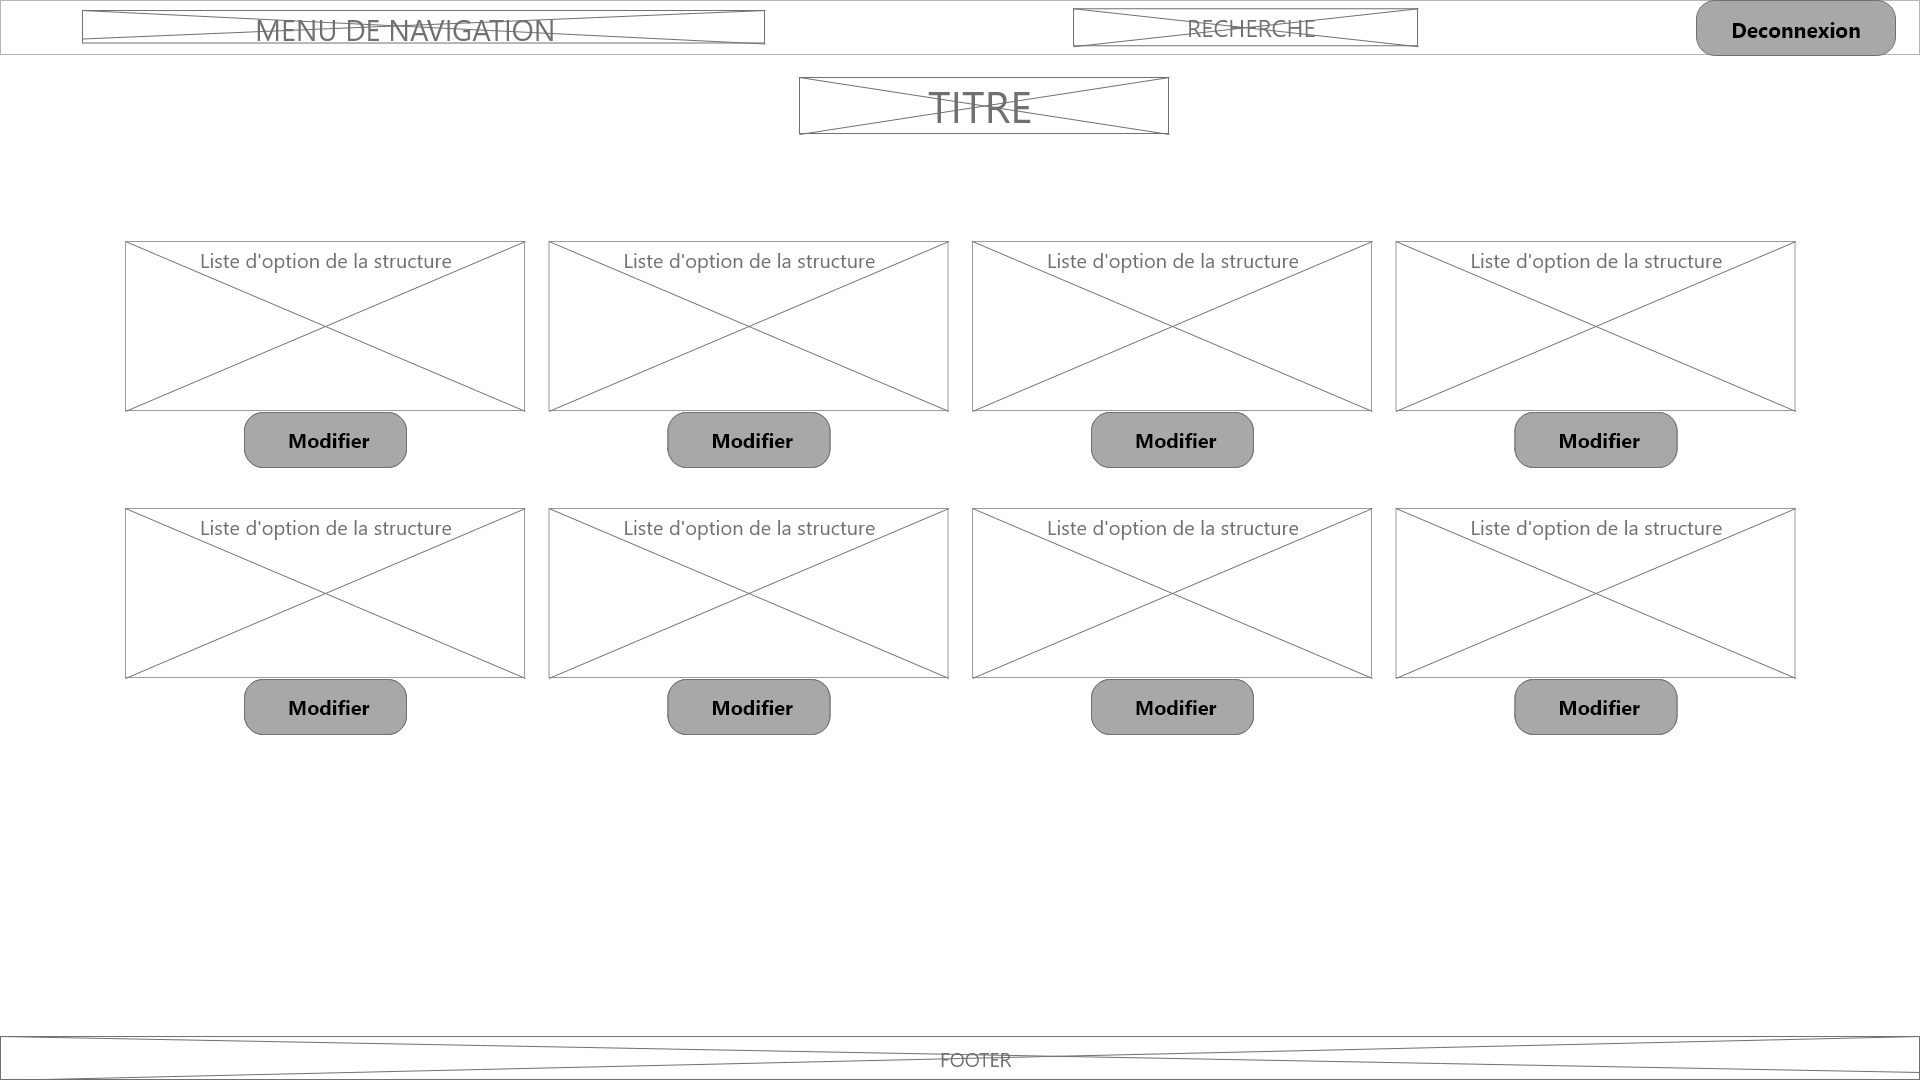 MENU DE NAVIGATION
RECHERCHE
Deconnexion
TITRE
Liste d'option de la structure
Liste d'option de la structure
Liste d'option de la structure
Liste d'option de la structure
Modifier
Modifier
Modifier
Modifier
Liste d'option de la structure
Liste d'option de la structure
Liste d'option de la structure
Liste d'option de la structure
Modifier
Modifier
Modifier
Modifier
FOOTER